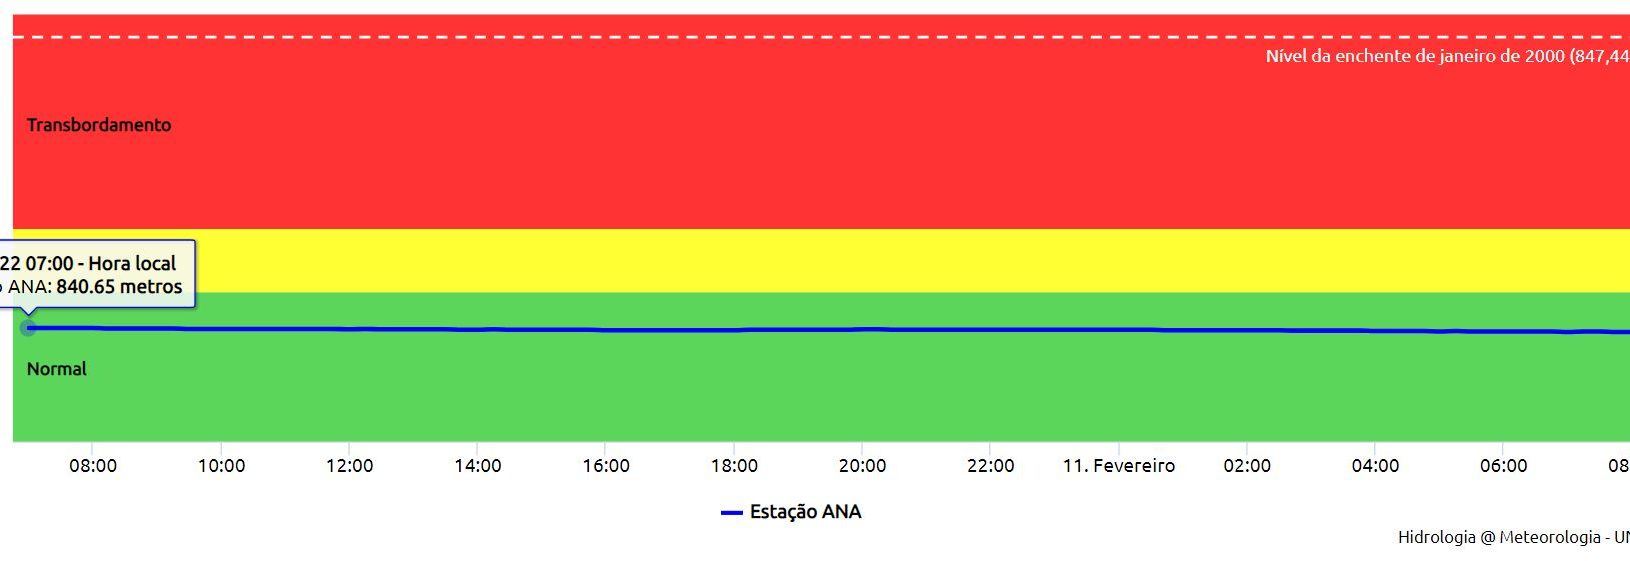 Nível da enchente de janeiro de 2000 (847,44
Transbordamento
22 07:00 - Hora local
ANA: 840.65 metros
Normal
08:00 10:00 12:00 14:00 16:00 18:00 20:00 22:00 11. Fevereiro 02:00 04:00 06:00 08
Estação ANA
Hidrologia @ Meteorologia - UN